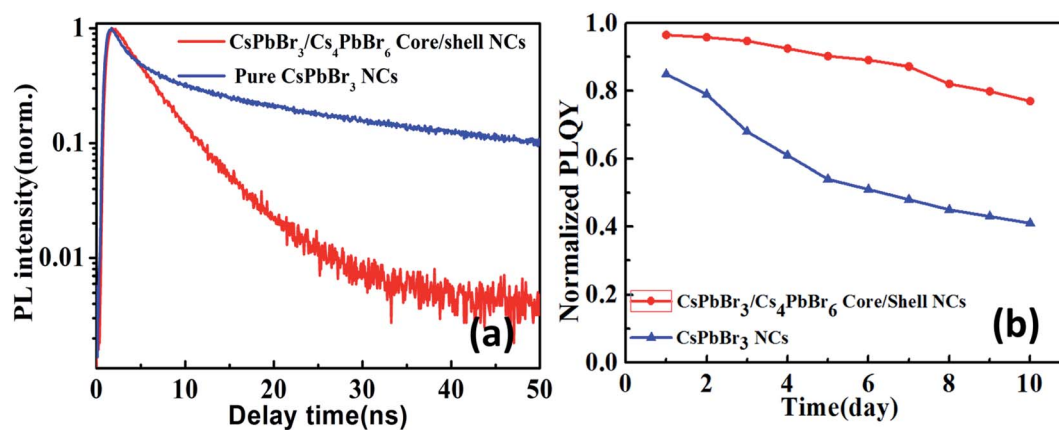 PL intensity(norm.)
1
0.1
0.01
CsPbBr3/Cs4PbBr6 Core/shell NCs
Pure CsPbBr3 NCs
(a)
0 10 20 30 40 50
Delay time(ns)
Normalized PLQY
1.0
0.8
0.6
0.4
0.2
0.0
CsPbBr3/Cs4PbBr6 Core/Shell NCs
CsPbBr3 NCs
(b)
0 2 4 6 8 10
Time(day)